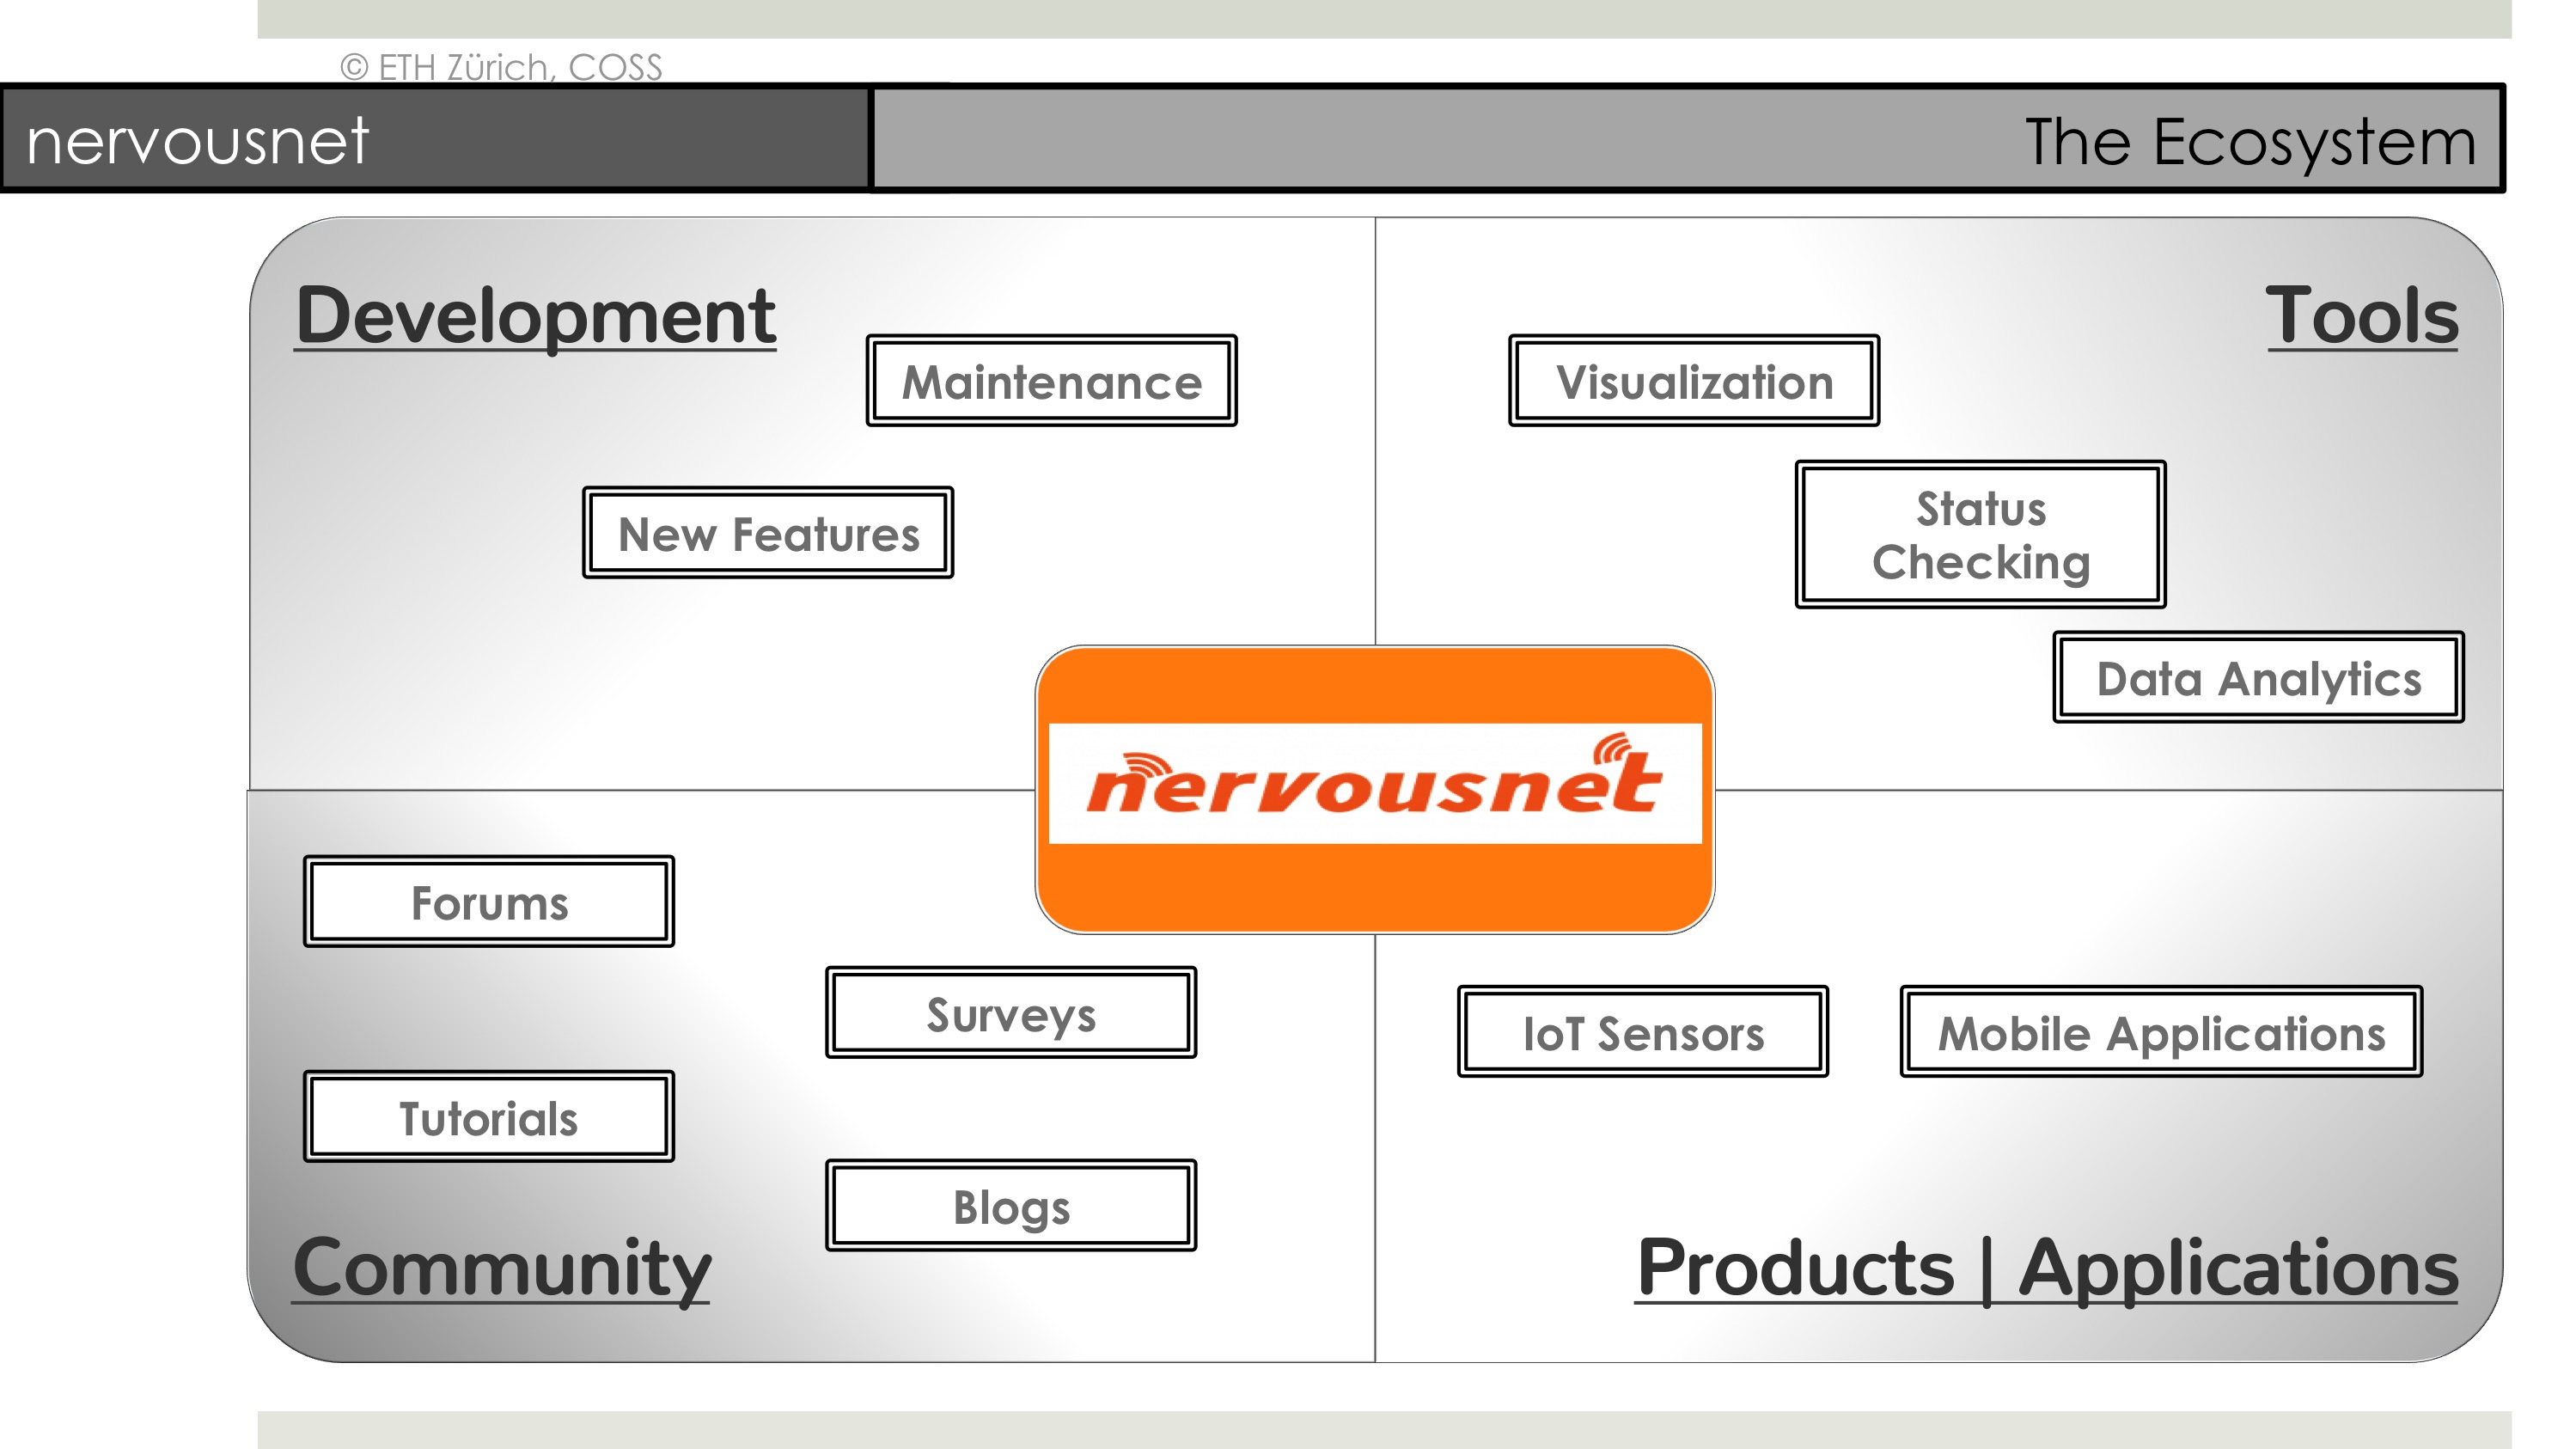 © ETH Zürich, COSS
nervousnet
The Ecosystem
Development
Maintenance
New Features
Tools
Visualization
Status
Checking
Data Analytics
nervousnet
Forums
Surveys
Tutorials
Blogs
Community
IoT Sensors
Mobile Applications
Products | Applications